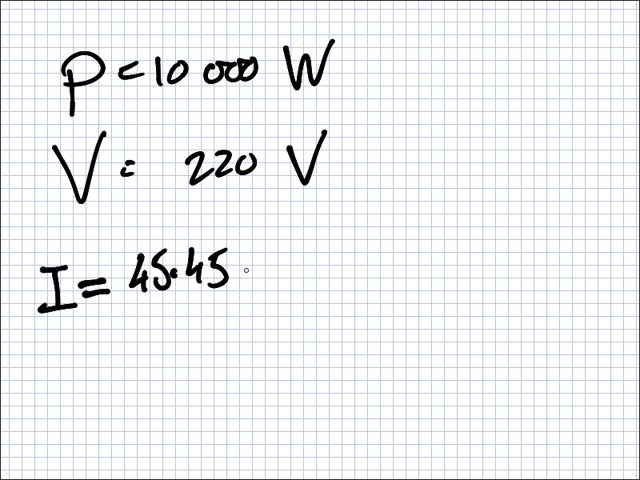 P = 10 000 W
V = 220 V
I = 45.45